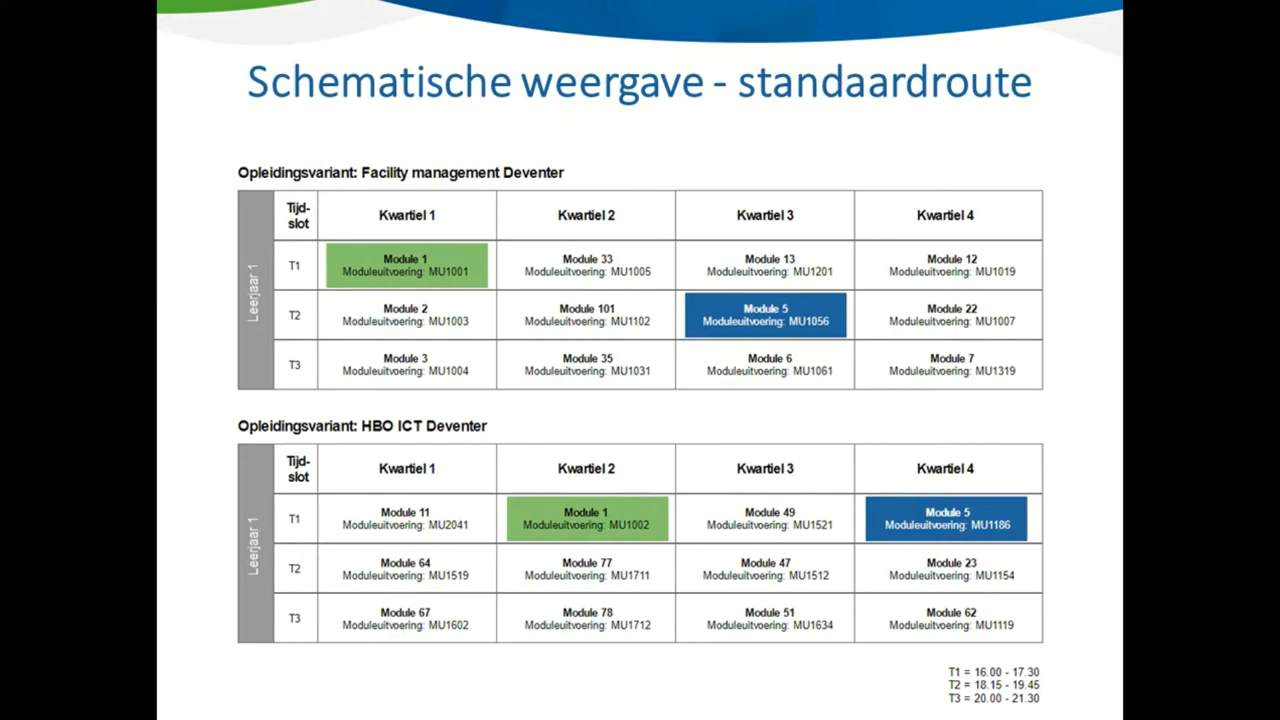 Schematische weergave - standaardroute
Opleidingsvariant: Facility management Deventer
Tijd-
slot
Kwartiel 1
Kwartiel 2
Kwartiel 3
Kwartiel 4
Leerjaar 1
T1
Module 1
Moduleuitvoering: MU1001
Module 33
Moduleuitvoering: MU1005
Module 13
Moduleuitvoering: MU1201
Module 12
Moduleuitvoering: MU1019
T2
Module 2
Moduleuitvoering: MU1003
Module 101
Moduleuitvoering: MU1102
Module 5
Moduleuitvoering: MU1056
Module 22
Moduleuitvoering: MU1007
T3
Module 3
Moduleuitvoering: MU1004
Module 35
Moduleuitvoering: MU1031
Module 6
Moduleuitvoering: MU1061
Module 7
Moduleuitvoering: MU1319
Opleidingsvariant: HBO ICT Deventer
Tijd-
slot
Kwartiel 1
Kwartiel 2
Kwartiel 3
Kwartiel 4
Leerjaar 1
T1
Module 11
Moduleuitvoering: MU2041
Module 1
Moduleuitvoering: MU1002
Module 49
Moduleuitvoering: MU1521
Module 5
Moduleuitvoering: MU1186
T2
Module 64
Moduleuitvoering: MU1519
Module 77
Moduleuitvoering: MU1711
Module 47
Moduleuitvoering: MU1512
Module 23
Moduleuitvoering: MU1154
T3
Module 67
Moduleuitvoering: MU1602
Module 78
Moduleuitvoering: MU1712
Module 51
Moduleuitvoering: MU1634
Module 62
Moduleuitvoering: MU1119
T1 = 16.00 - 17.30
T2 = 18.15 - 19.45
T3 = 20.00 - 21.30